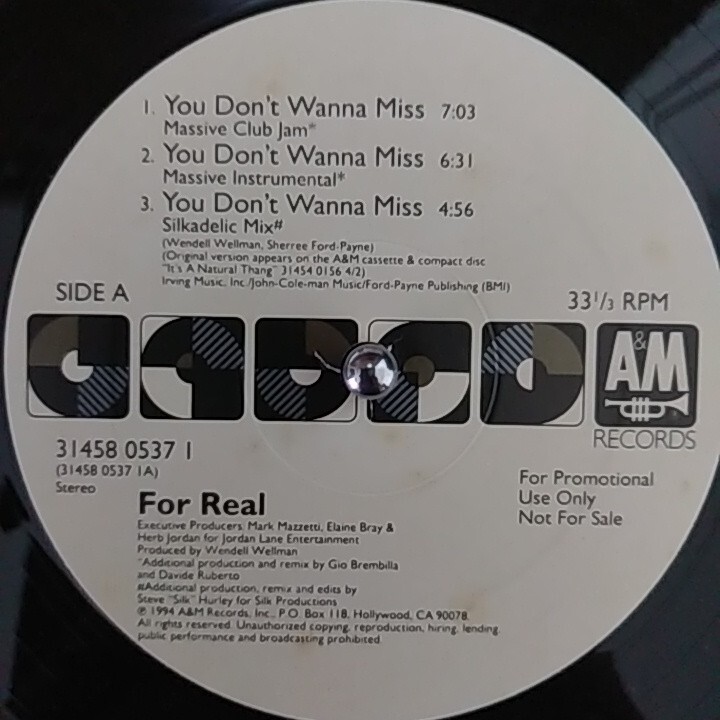 1. You Don't Wanna Miss 7:03
Massive Club Jam*
2. You Don't Wanna Miss 6:31
Massive Instrumental*
3. You Don't Wanna Miss 4:56
Silkadelic Mix#
(Wendell Wellman, Sherree Ford-Payne)
(Original version appears on the A&M cassette & compact disc
"It's A Natural Thang" 31454 0156 4/2)
Irving Music, Inc./John-Cole-man Music/Ford-Payne Publishing (BMI)
SIDE A
33 1/3 RPM
&
A&M
®
RECORDS
31458 0537 1
(31458 0537 1A)
Stereo
For Promotional
Use Only
Not For Sale
For Real
Executive Producers: Mark Mazzetti, Elaine Bray &
Herb Jordan for Jordan Lane Entertainment
Produced by Wendell Wellman
*Additional production and remix by Gio Brembilla
and Davide Ruberto
#Additional production, remix and edits by
Steve "Silk" Hurley for Silk Productions
℗ 1994 A&M Records, Inc., P.O. Box 118, Hollywood, CA 90078.
All rights reserved. Unauthorized copying, reproduction, hiring, lending,
public performance and broadcasting prohibited.